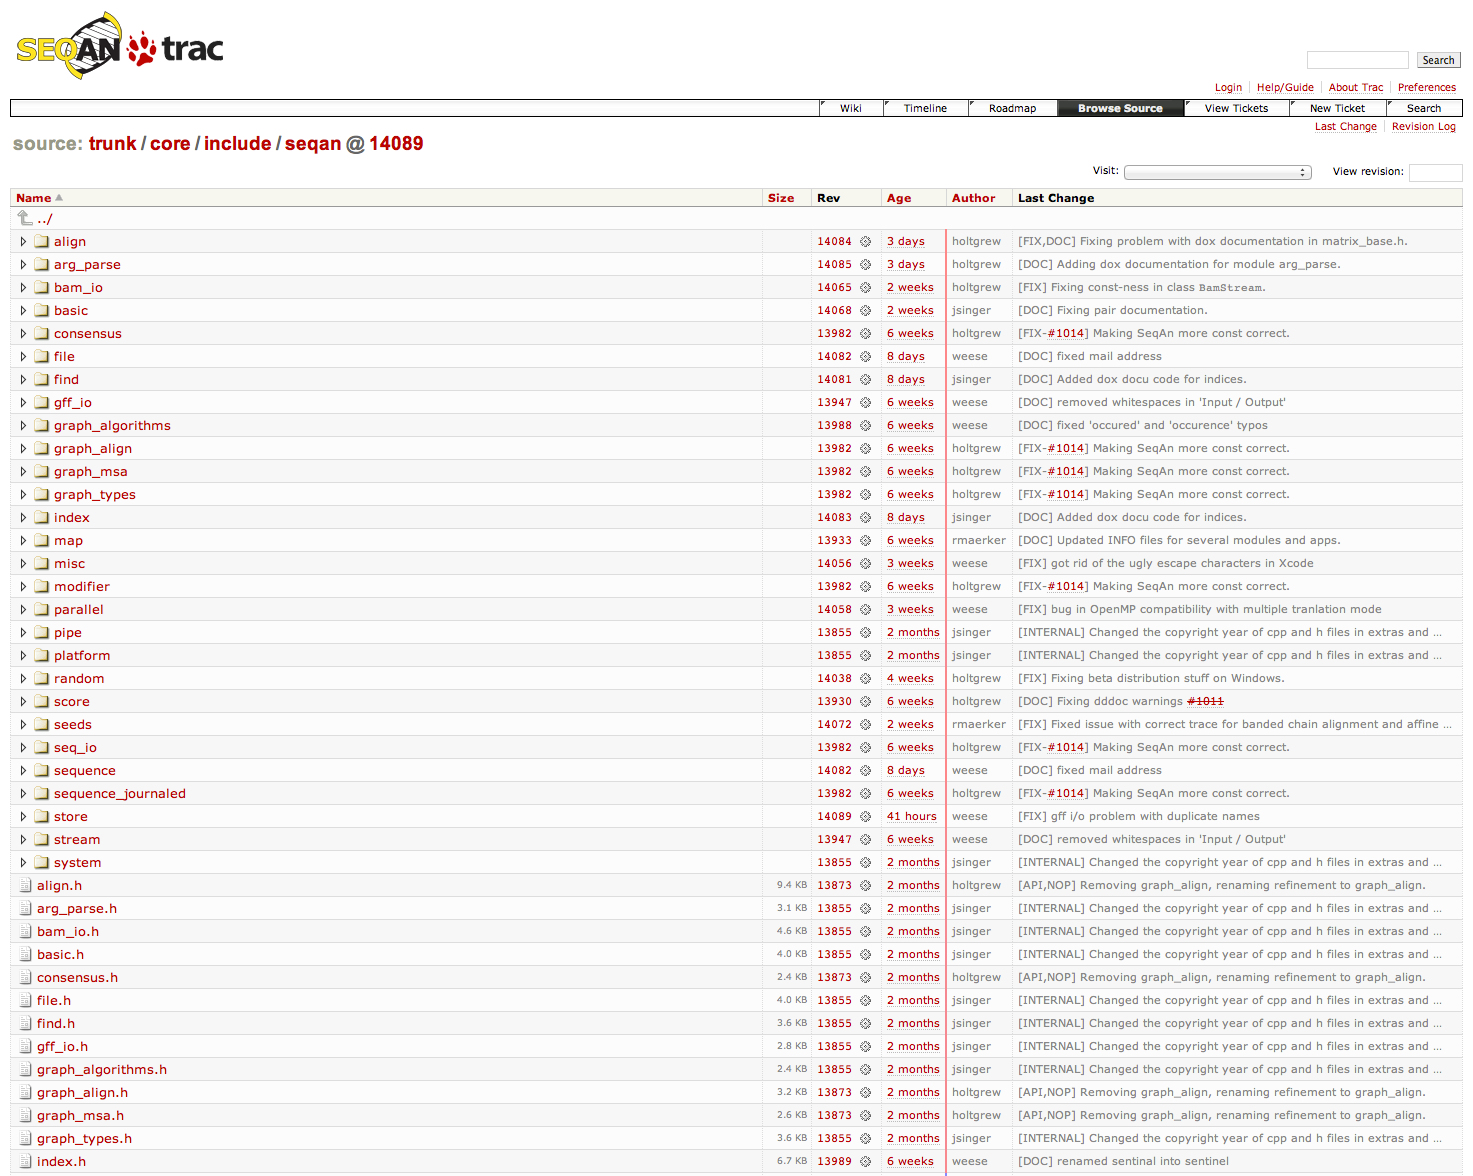 SEQAN trac
Search
Login Help/Guide About Trac Preferences
Wiki Timeline Roadmap Browse Source View Tickets New Ticket Search
Last Change Revision Log
source: trunk / core / include / seqan @ 14089
Visit: View revision:
Name Size Rev Age Author Last Change
../
align 14084 3 days holtgrew [FIX,DOC] Fixing problem with dox documentation in matrix_base.h.
arg_parse 14085 3 days holtgrew [DOC] Adding dox documentation for module arg_parse.
bam_io 14065 2 weeks holtgrew [FIX] Fixing const-ness in class BamStream.
basic 14068 2 weeks jsinger [DOC] Fixing pair documentation.
consensus 13982 6 weeks holtgrew [FIX-#1014] Making SeqAn more const correct.
file 14082 8 days weese [DOC] fixed mail address
find 14081 8 days jsinger [DOC] Added dox docu code for indices.
gff_io 13947 6 weeks weese [DOC] removed whitespaces in 'Input / Output'
graph_algorithms 13988 6 weeks weese [DOC] fixed 'occured' and 'occurence' typos
graph_align 13982 6 weeks holtgrew [FIX-#1014] Making SeqAn more const correct.
graph_msa 13982 6 weeks holtgrew [FIX-#1014] Making SeqAn more const correct.
graph_types 13982 6 weeks holtgrew [FIX-#1014] Making SeqAn more const correct.
index 14083 8 days jsinger [DOC] Added dox docu code for indices.
map 13933 6 weeks rmaerker [DOC] Updated INFO files for several modules and apps.
misc 14056 3 weeks weese [FIX] got rid of the ugly escape characters in Xcode
modifier 13982 6 weeks holtgrew [FIX-#1014] Making SeqAn more const correct.
parallel 14058 3 weeks weese [FIX] bug in OpenMP compatibility with multiple tranlation mode
pipe 13855 2 months jsinger [INTERNAL] Changed the copyright year of cpp and h files in extras and ...
platform 13855 2 months jsinger [INTERNAL] Changed the copyright year of cpp and h files in extras and ...
random 14038 4 weeks holtgrew [FIX] Fixing beta distribution stuff on Windows.
score 13930 6 weeks holtgrew [DOC] Fixing dddoc warnings #1011
seeds 14072 2 weeks rmaerker [FIX] Fixed issue with correct trace for banded chain alignment and affine ...
seq_io 13982 6 weeks holtgrew [FIX-#1014] Making SeqAn more const correct.
sequence 14082 8 days weese [DOC] fixed mail address
sequence_journaled 13982 6 weeks holtgrew [FIX-#1014] Making SeqAn more const correct.
store 14089 41 hours weese [FIX] gff i/o problem with duplicate names
stream 13947 6 weeks weese [DOC] removed whitespaces in 'Input / Output'
system 13855 2 months jsinger [INTERNAL] Changed the copyright year of cpp and h files in extras and ...
align.h 9.4 KB 13873 2 months holtgrew [API,NOP] Removing graph_align, renaming refinement to graph_align.
arg_parse.h 3.1 KB 13855 2 months jsinger [INTERNAL] Changed the copyright year of cpp and h files in extras and ...
bam_io.h 4.6 KB 13855 2 months jsinger [INTERNAL] Changed the copyright year of cpp and h files in extras and ...
basic.h 4.0 KB 13855 2 months jsinger [INTERNAL] Changed the copyright year of cpp and h files in extras and ...
consensus.h 2.4 KB 13873 2 months holtgrew [API,NOP] Removing graph_align, renaming refinement to graph_align.
file.h 4.0 KB 13855 2 months jsinger [INTERNAL] Changed the copyright year of cpp and h files in extras and ...
find.h 3.6 KB 13855 2 months jsinger [INTERNAL] Changed the copyright year of cpp and h files in extras and ...
gff_io.h 2.8 KB 13855 2 months jsinger [INTERNAL] Changed the copyright year of cpp and h files in extras and ...
graph_algorithms.h 2.4 KB 13855 2 months jsinger [INTERNAL] Changed the copyright year of cpp and h files in extras and ...
graph_align.h 3.2 KB 13873 2 months holtgrew [API,NOP] Removing graph_align, renaming refinement to graph_align.
graph_msa.h 2.6 KB 13873 2 months holtgrew [API,NOP] Removing graph_align, renaming refinement to graph_align.
graph_types.h 3.6 KB 13855 2 months jsinger [INTERNAL] Changed the copyright year of cpp and h files in extras and ...
index.h 6.7 KB 13989 6 weeks weese [DOC] renamed sentinal into sentinel